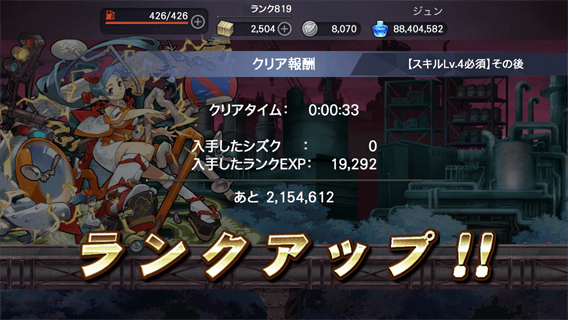 ランク819
ジュン
426/426
2,504
8,070
88,404,582
クリア報酬
【スキルLv.4必須】その後
クリアタイム： 0:00:33
入手したシズク ： 0
入手したランクEXP： 19,292
あと 2,154,612
ランクアップ!!